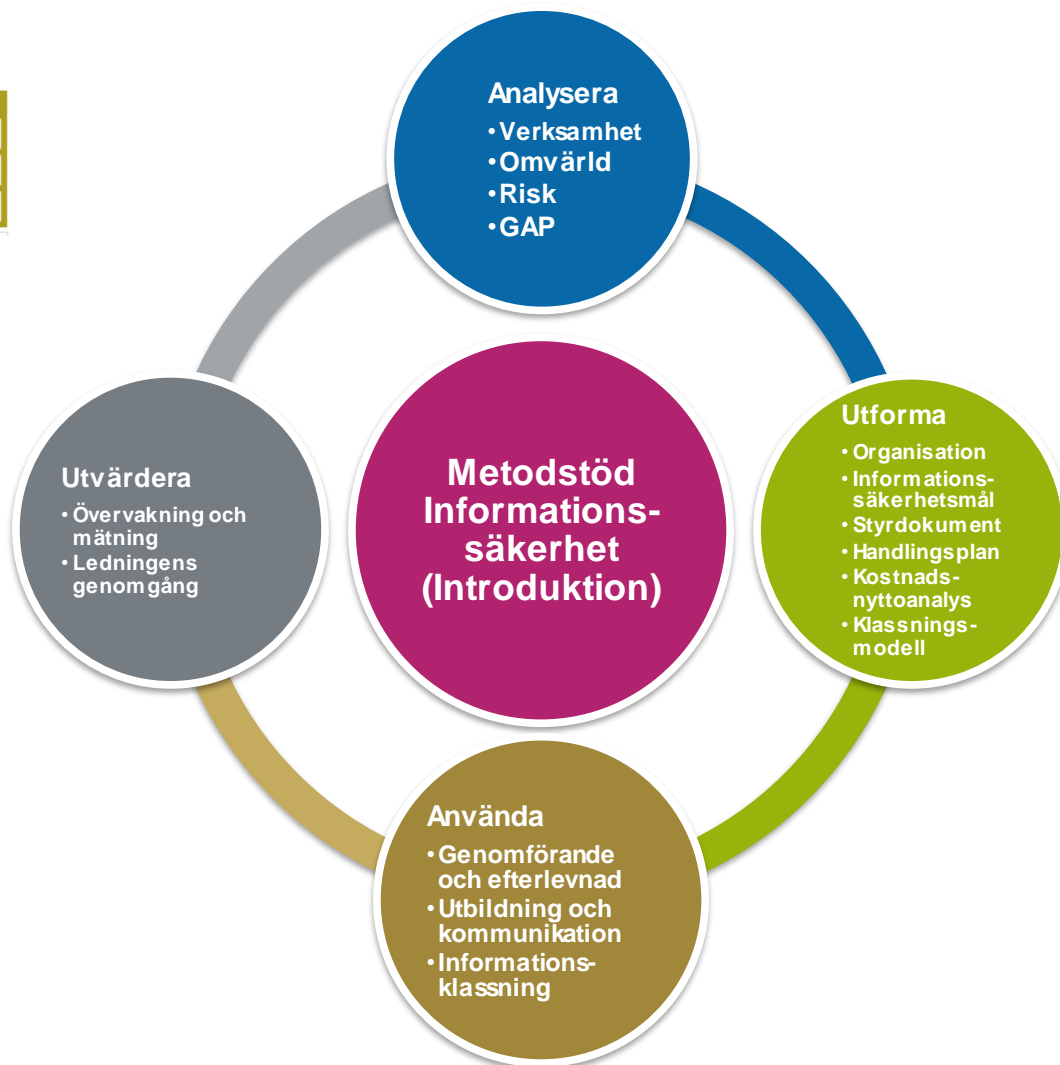 Analysera
• Verksamhet
• Omvärld
• Risk
• GAP
Utforma
• Organisation
• Informations-
säkerhetsmål
• Styrdokument
• Handlingsplan
• Kostnads-
nyttoanalys
• Klassnings-
modell
Metodstöd
Informations-
säkerhet
(Introduktion)
Utvärdera
• Övervakning och
mätning
• Ledningens
genomgång
Använda
• Genomförande
och efterlevnad
• Utbildning och
kommunikation
• Informations-
klassning